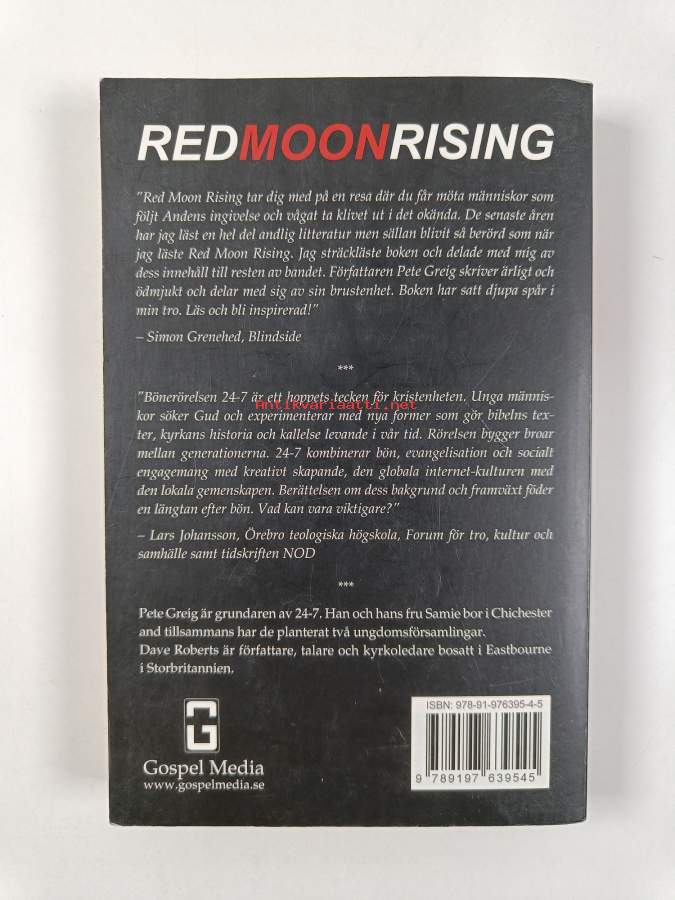 REDMOONRISING
"Red Moon Rising tar dig med på en resa där du får möta människor som
följt Andens ingivelse och vågat ta klivet ut i det okända. De senaste åren
har jag läst en hel del andlig litteratur men sällan blivit så berörd som när
jag läste Red Moon Rising. Jag sträckläste boken och delade med mig av
dess innehåll till resten av bandet. Författaren Pete Greig skriver ärligt och
ödmjukt och delar med sig av sin brustenhet. Boken har satt djupa spår i
min tro. Läs och bli inspirerad!"
– Simon Grenehed, Blindside
***
"Bönerörelsen 24-7 är ett hoppets tecken för kristenheten. Unga männis-
Antikvariaatti.net
kor söker Gud och experimenterar med nya former som gör bibelns tex-
ter, kyrkans historia och kallelse levande i vår tid. Rörelsen bygger broar
mellan generationerna. 24-7 kombinerar bön, evangelisation och socialt
engagemang med kreativt skapande, den globala internet-kulturen med
den lokala gemenskapen. Berättelsen om dess bakgrund och framväxt föder
en längtan efter bön. Vad kan vara viktigare?"
– Lars Johansson, Örebro teologiska högskola, Forum för tro, kultur och
samhälle samt tidskriften NOD
***
Pete Greig är grundaren av 24-7. Han och hans fru Samie bor i Chichester
and tillsammans har de planterat två ungdomsförsamlingar.
Dave Roberts är författare, talare och kyrkoledare bosatt i Eastbourne
i Storbritannien.
Gospel Media
www.gospelmedia.se
ISBN: 978-91-976395-4-5
9 789197 639545